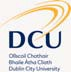 DCU
Ollscoil Chathair
Bhaile Átha Cliath
Dublin City University